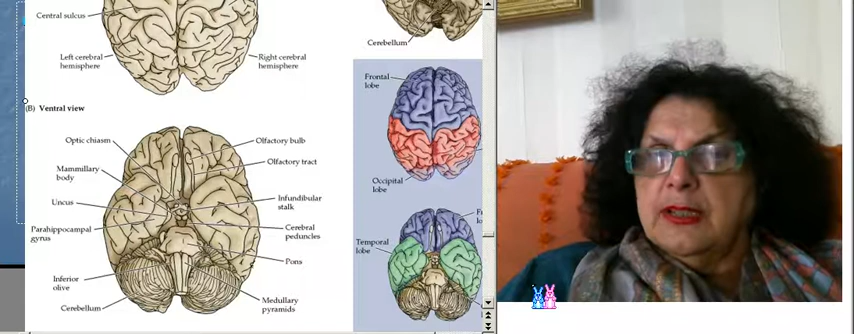 Central sulcus
Left cerebral
hemisphere
Right cerebral
hemisphere
Cerebellum
(B) Ventral view
Optic chiasm
Mammillary
body
Uncus
Parahippocampal
gyrus
Inferior
olive
Cerebellum
Olfactory bulb
Olfactory tract
Infundibular
stalk
Cerebral
peduncles
Pons
Medullary
pyramids
Frontal
lobe
Occipital
lobe
Temporal
lobe